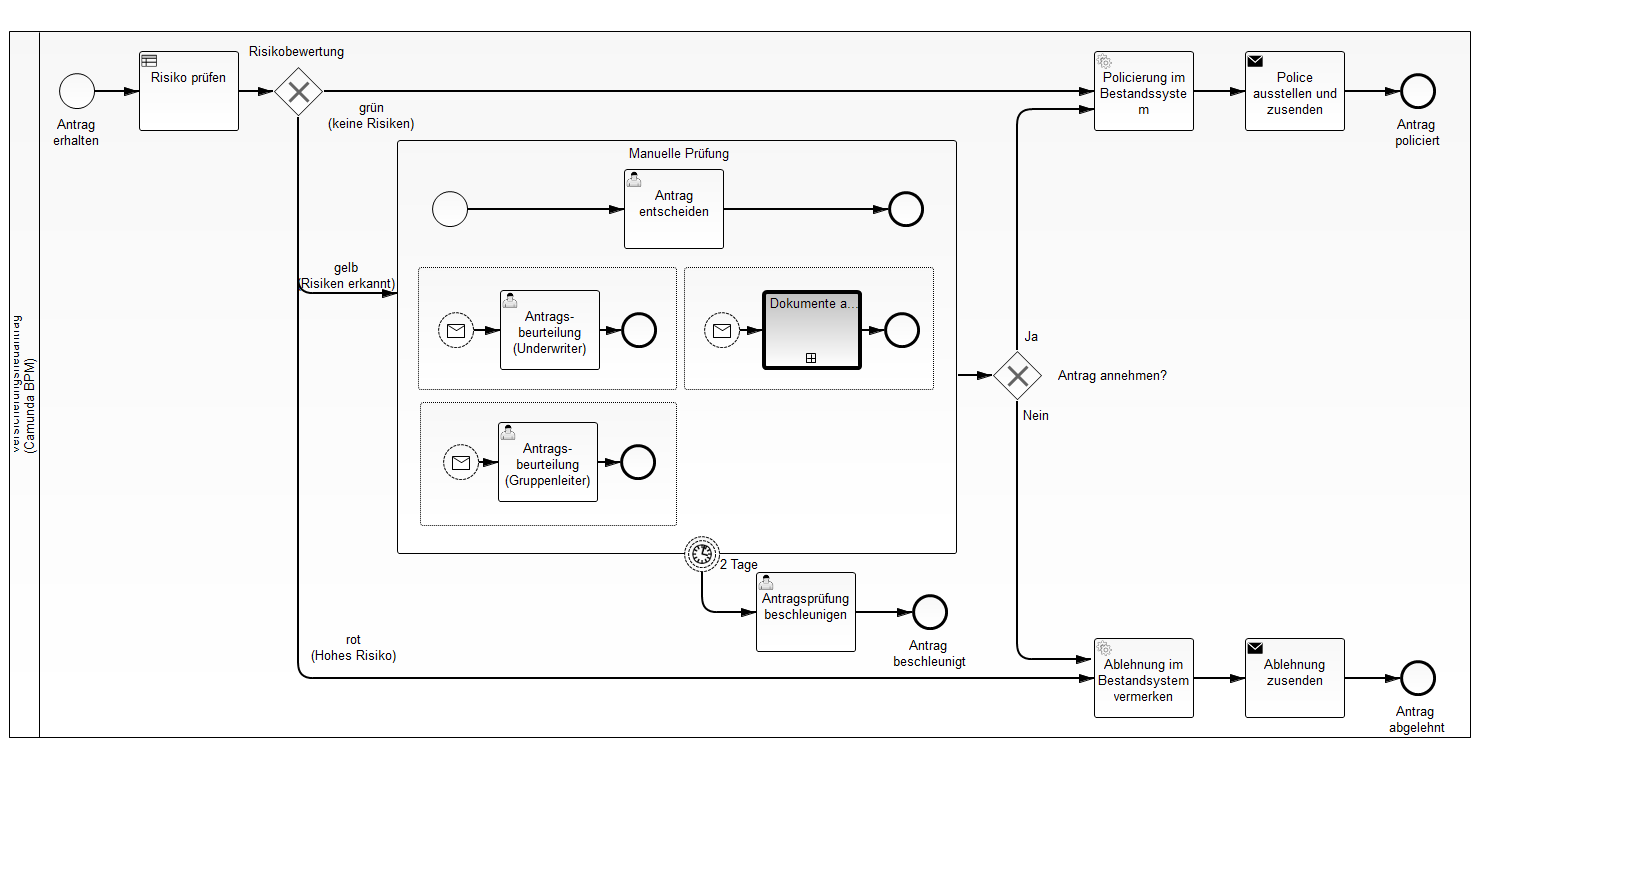 Risikobewertung
Risiko prüfen
Antrag
erhalten
grün
(keine Risiken)
Policierung im
Bestandssyste
m
Police
ausstellen und
zusenden
Antrag
policiert
Manuelle Prüfung
Antrag
entscheiden
gelb
(Risiken erkannt)
Antrags-
beurteilung
(Underwriter)
Dokumente a...
Ja
Antrag annehmen?
Nein
(Camunda BPM)
Antrags-
beurteilung
(Gruppenleiter)
2 Tage
Antragsprüfung
beschleunigen
Antrag
beschleunigt
rot
(Hohes Risiko)
Ablehnung im
Bestandsystem
vermerken
Ablehnung
zusenden
Antrag
abgelehnt